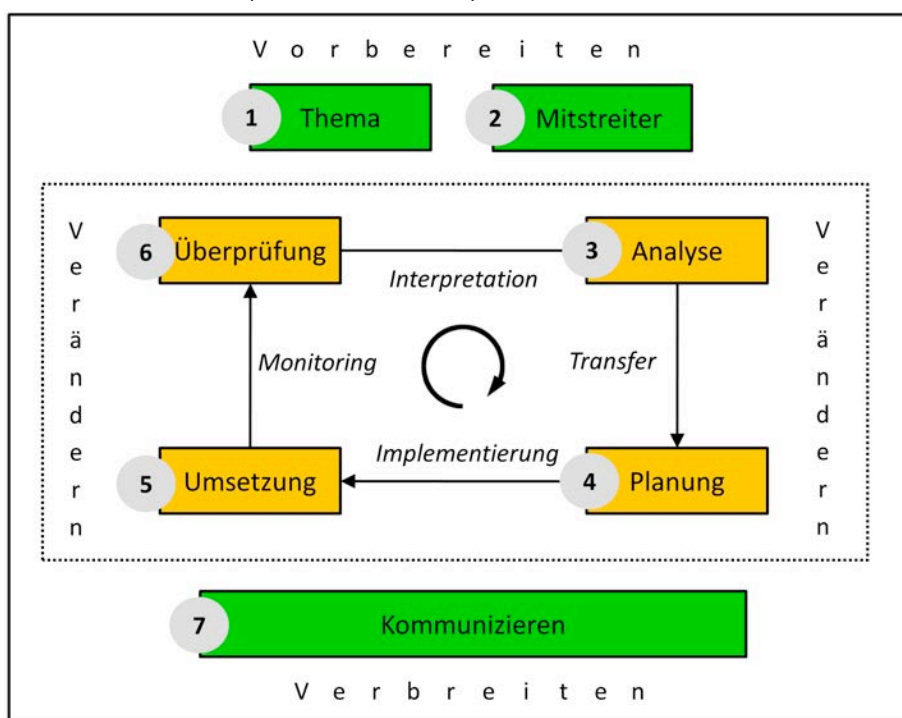 V o r b e r e i t e n
1 Thema
2 Mitstreiter
V e r ä n d e r n
6 Überprüfung
Interpretation
3 Analyse
V e r ä n d e r n
Monitoring
Transfer
5 Umsetzung
Implementierung
4 Planung
7 Kommunizieren
V e r b r e i t e n